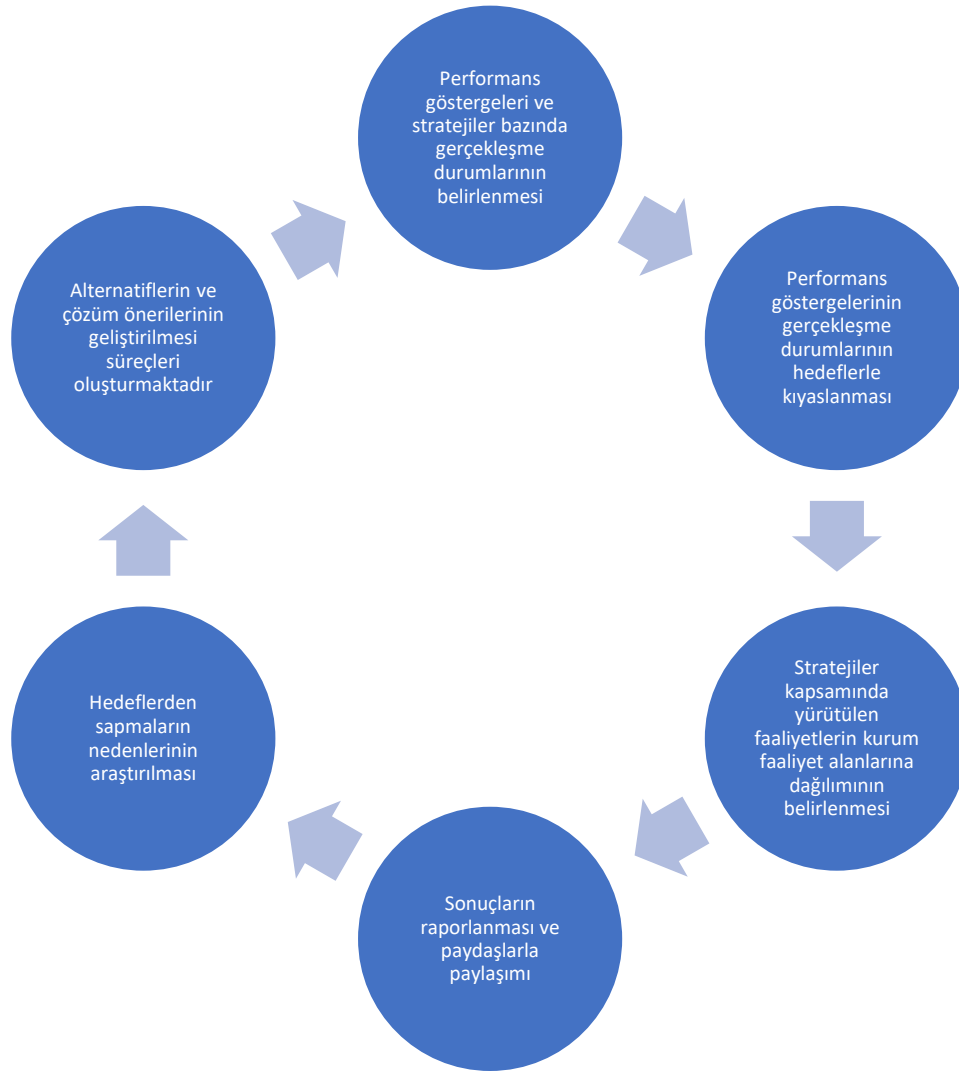 Performans
göstergeleri ve
stratejiler bazında
gerçekleşme
durumlarının
belirlenmesi
Performans
göstergelerinin
gerçekleşme
durumlarının
hedeflerle
kıyaslanması
Stratejiler
kapsamında
yürütülen
faaliyetlerin kurum
faaliyet alanlarına
dağılımının
belirlenmesi
Sonuçların
raporlanması ve
paydaşlarla
paylaşımı
Hedeflerden
sapmaların
nedenlerinin
araştırılması
Alternatiflerin ve
çözüm önerilerinin
geliştirilmesi
süreçleri
oluşturmaktadır